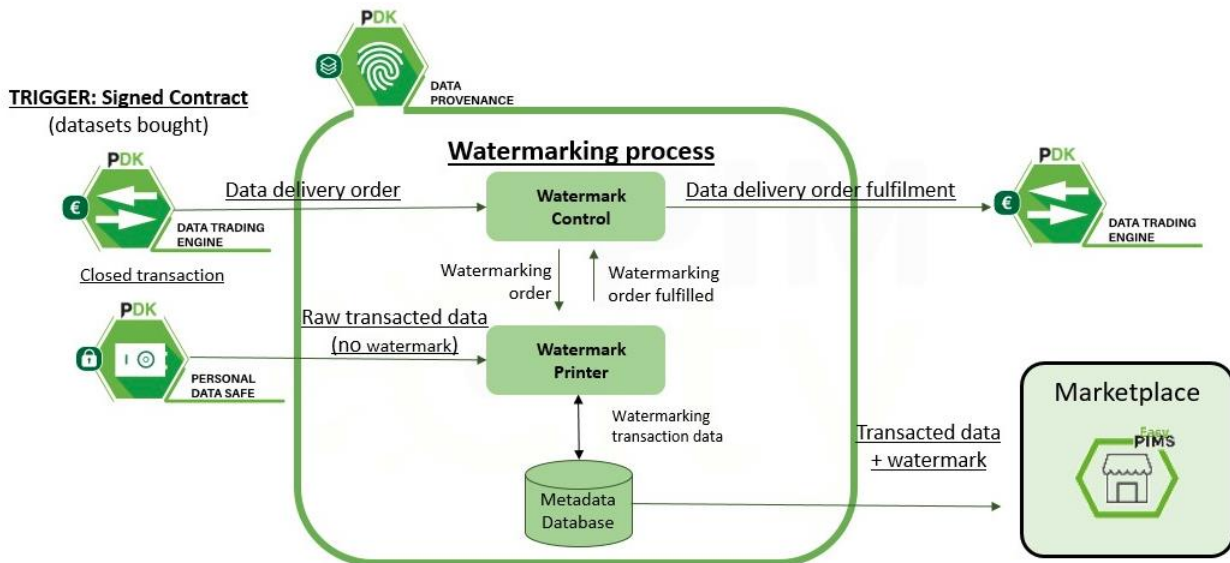 PDK
DATA
PROVENANCE
TRIGGER: Signed Contract
(datasets bought)
Watermarking process
PDK
DATA TRADING
ENGINE
Closed transaction
Data delivery order
Watermark
Control
Data delivery order fulfilment
PDK
DATA TRADING
ENGINE
Watermarking
order
Watermarking
order fulfilled
PDK
PERSONAL
DATA SAFE
Raw transacted data
(no watermark)
Watermark
Printer
Watermarking
transaction data
Metadata
Database
Transacted data
+ watermark
Marketplace
Easy
PIMS